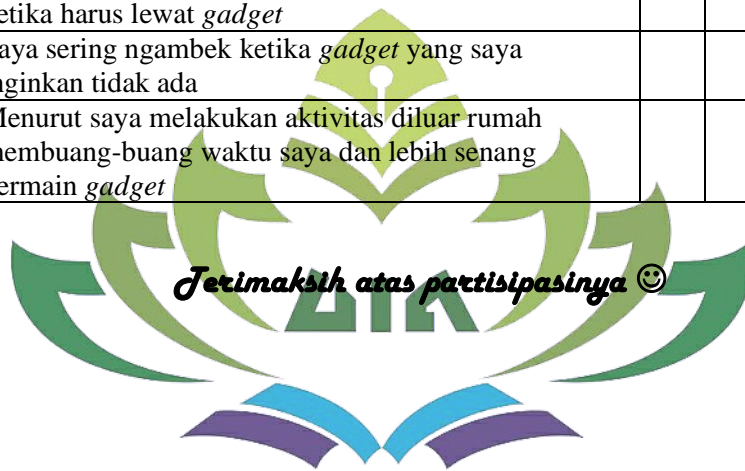 etika harus lewat gadget
aya sering ngambek ketika gadget yang saya
nginkan tidak ada
Menurut saya melakukan aktivitas diluar rumah
membuang-buang waktu saya dan lebih senang
ermain gadget
Terimaksih atas partisipasinya ☺